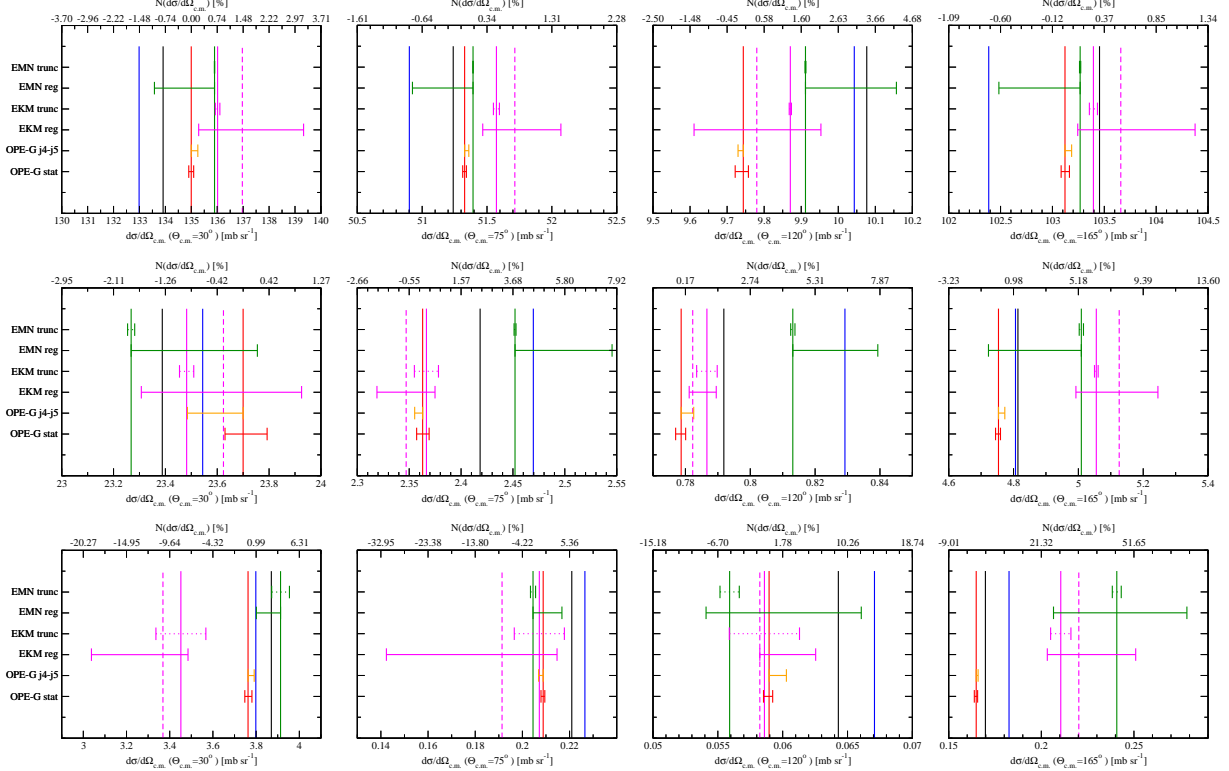 N(dσ/dΩc.m.) [%] N(dσ/dΩc.m.) [%] N(dσ/dΩc.m.) [%] N(dσ/dΩc.m.) [%]
-3.70 -2.96 -2.22 -1.48 -0.74 0.00 0.74 1.48 2.22 2.97 3.71 -1.61 -0.64 0.34 1.31 2.28 -2.50 -1.48 -0.45 0.58 1.60 2.63 3.66 4.68 -1.09 -0.60 -0.12 0.37 0.85 1.34
EMN trunc
EMN reg
EKM trunc
EKM reg
OPE-G j4-j5
OPE-G stat
130 131 132 133 134 135 136 137 138 139 140 50.5 51 51.5 52 52.5 9.5 9.6 9.7 9.8 9.9 10 10.1 10.2 102 102.5 103 103.5 104 104.5
dσ/dΩc.m. (Θc.m.=30°) [mb sr-1] dσ/dΩc.m. (Θc.m.=75°) [mb sr-1] dσ/dΩc.m. (Θc.m.=120°) [mb sr-1] dσ/dΩc.m. (Θc.m.=165°) [mb sr-1]
N(dσ/dΩc.m.) [%] N(dσ/dΩc.m.) [%] N(dσ/dΩc.m.) [%] N(dσ/dΩc.m.) [%]
-2.95 -2.11 -1.26 -0.42 0.42 1.27 -2.66 -0.55 1.57 3.68 5.80 7.92 0.17 2.74 5.31 7.87 -3.23 0.98 5.18 9.39 13.60
EMN trunc
EMN reg
EKM trunc
EKM reg
OPE-G j4-j5
OPE-G stat
23 23.2 23.4 23.6 23.8 24 2.3 2.35 2.4 2.45 2.5 2.55 0.78 0.8 0.82 0.84 4.6 4.8 5 5.2 5.4
dσ/dΩc.m. (Θc.m.=30°) [mb sr-1] dσ/dΩc.m. (Θc.m.=75°) [mb sr-1] dσ/dΩc.m. (Θc.m.=120°) [mb sr-1] dσ/dΩc.m. (Θc.m.=165°) [mb sr-1]
N(dσ/dΩc.m.) [%] N(dσ/dΩc.m.) [%] N(dσ/dΩc.m.) [%] N(dσ/dΩc.m.) [%]
-20.27 -14.95 -9.64 -4.32 0.99 6.31 -32.95 -23.38 -13.80 -4.22 5.36 -15.18 -6.70 1.78 10.26 18.74 -9.01 21.32 51.65
EMN trunc
EMN reg
EKM trunc
EKM reg
OPE-G j4-j5
OPE-G stat
3 3.2 3.4 3.6 3.8 4 0.14 0.16 0.18 0.2 0.22 0.05 0.055 0.06 0.065 0.07 0.15 0.2 0.25
dσ/dΩc.m. (Θc.m.=30°) [mb sr-1] dσ/dΩc.m. (Θc.m.=75°) [mb sr-1] dσ/dΩc.m. (Θc.m.=120°) [mb sr-1] dσ/dΩc.m. (Θc.m.=165°) [mb sr-1]